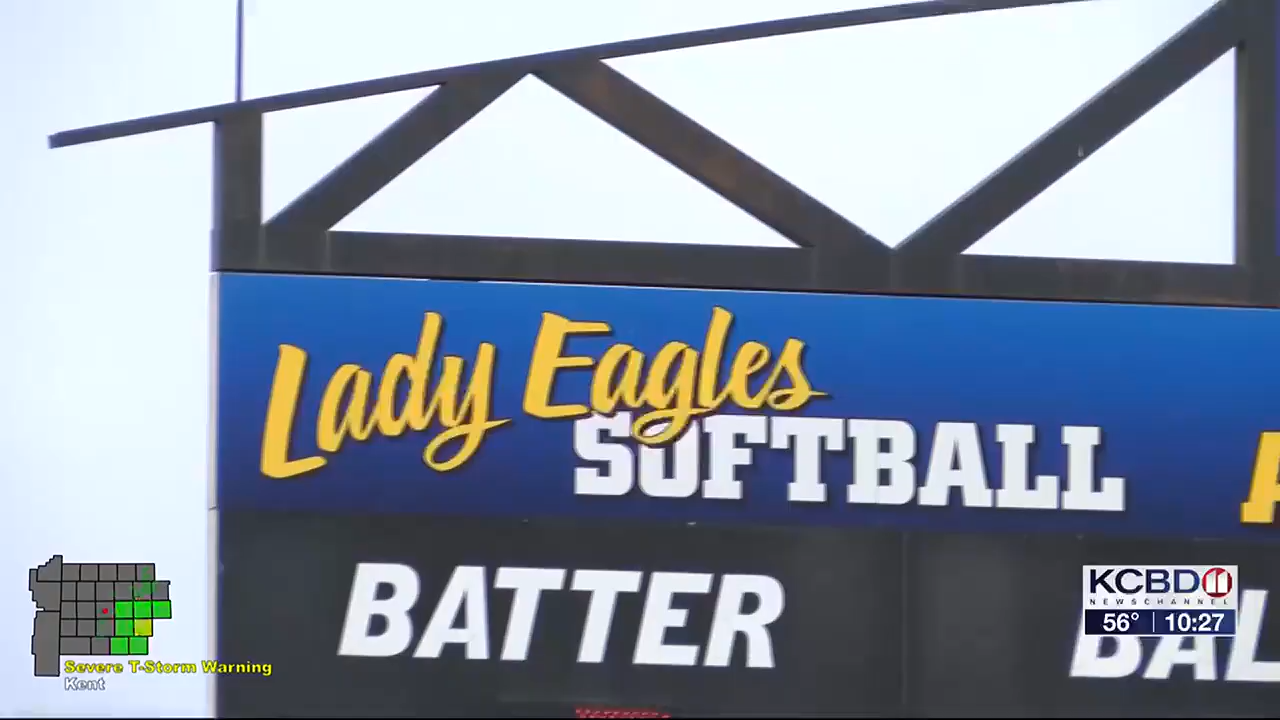 Lady Eagles
SOFTBALL
BATTER
KCBD 11
NEWSCHANNEL
56° 10:27
Severe T-Storm Warning
Kent